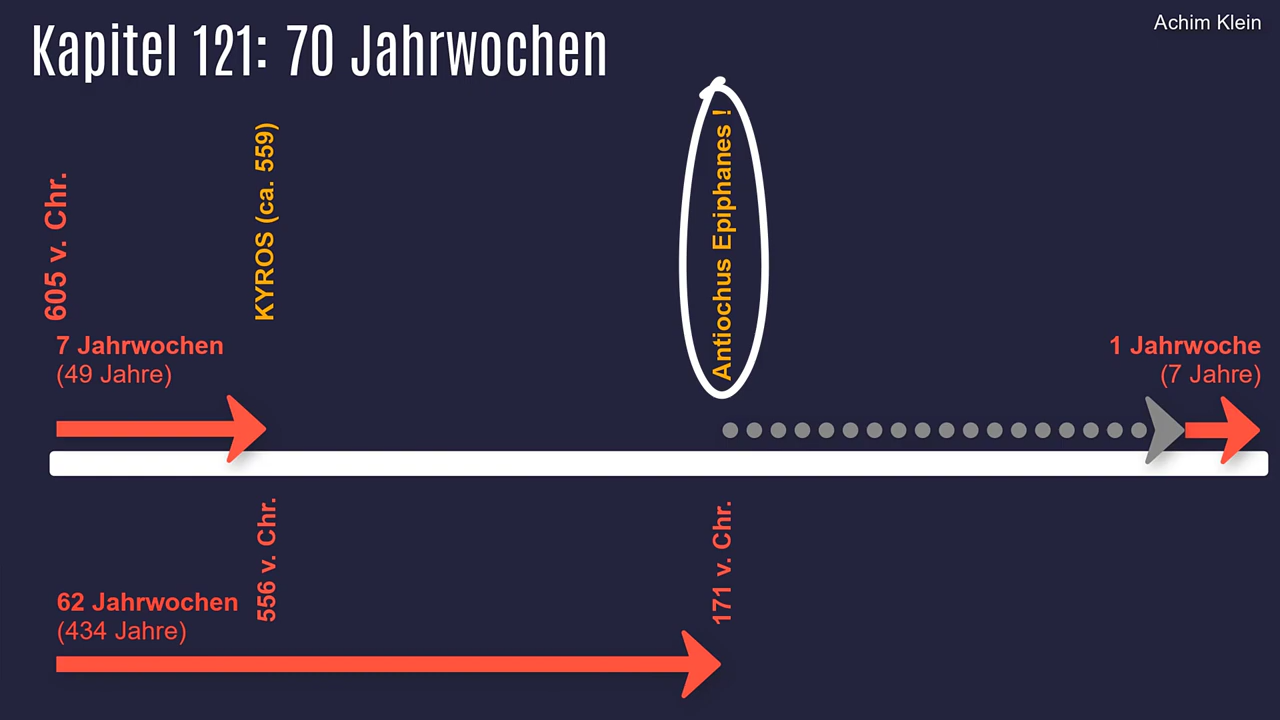 Kapitel 121: 70 Jahrwochen
Achim Klein
605 v. Chr.
KYROS (ca. 559)
Antiochus Epiphanes !
7 Jahrwochen
(49 Jahre)
1 Jahrwoche
(7 Jahre)
556 v. Chr.
171 v. Chr.
62 Jahrwochen
(434 Jahre)